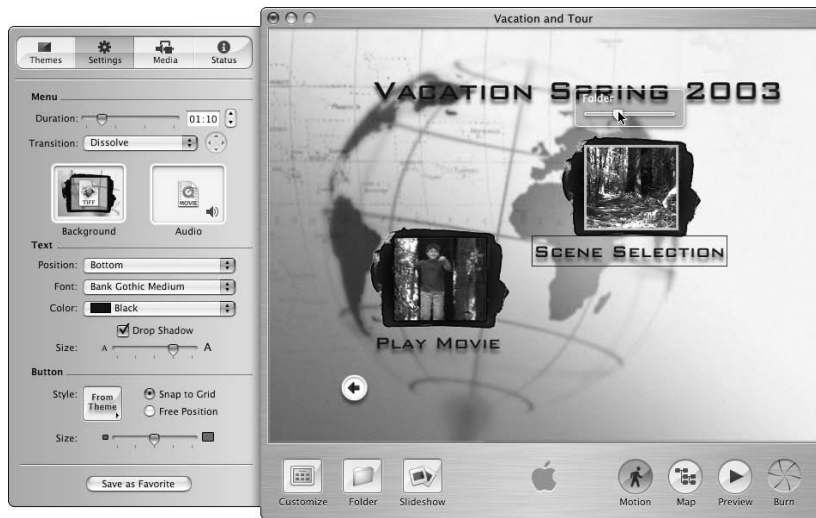 Vacation and Tour
Themes
Settings
Media
Status
Menu
Duration:
01:10
Transition:
Dissolve
TIFF
MOVIE
Background
Audio
Text
Position:
Bottom
Font:
Bank Gothic Medium
Color:
Black
Drop Shadow
Size:
A
A
Button
Style:
From
Theme
Snap to Grid
Free Position
Size:
Save as Favorite
VACATION SPRING 2003
Folder
SCENE SELECTION
PLAY MOVIE
Customize
Folder
Slideshow
Motion
Map
Preview
Burn